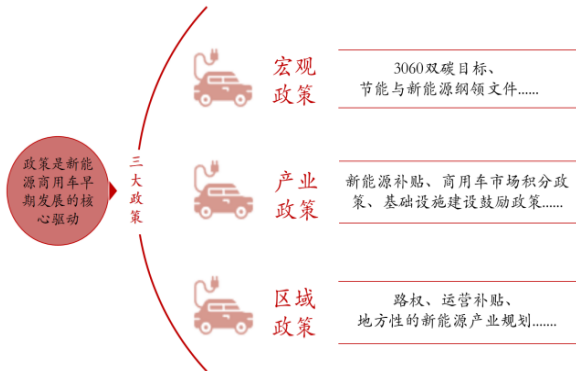 政策是新能
源商用车早
期发展的核
心驱动
三大政策
宏观
政策
3060双碳目标、
节能与新能源纲领文件......
产业
政策
新能源补贴、商用车市场积分政
策、基础设施建设鼓励政策......
区域
政策
路权、运营补贴、
地方性的新能源产业规划.......